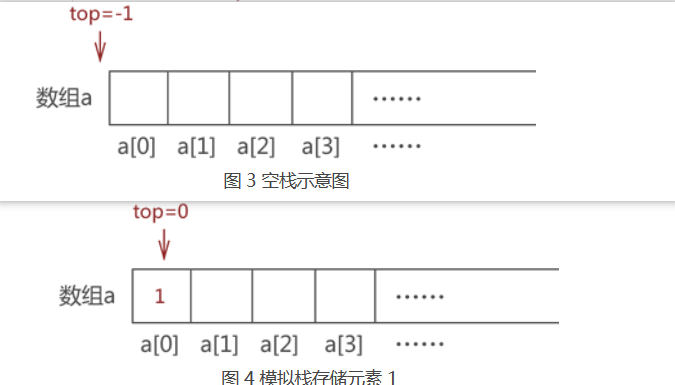 top=-1
数组a
……
a[0] a[1] a[2] a[3] ……
图 3 空栈示意图
top=0
数组a
1
……
a[0] a[1] a[2] a[3] ……
图 4 模拟栈存储元素 1